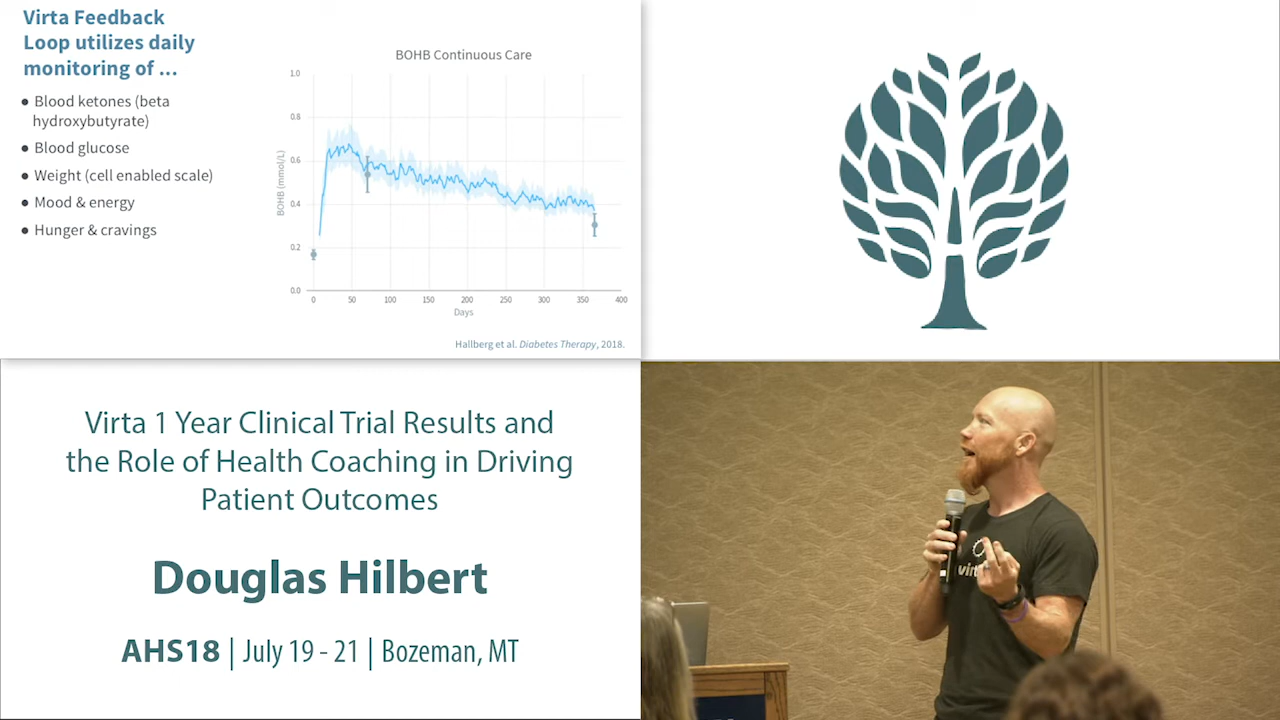 Virta Feedback
Loop utilizes daily
monitoring of ...
● Blood ketones (beta
hydroxybutyrate)
● Blood glucose
● Weight (cell enabled scale)
● Mood & energy
● Hunger & cravings
BOHB Continuous Care
BOHB (mmol/L)
1.0
0.8
0.6
0.4
0.2
0.0
0 50 100 150 200 250 300 350 400
Days
Hallberg et al. Diabetes Therapy, 2018.
Virta 1 Year Clinical Trial Results and
the Role of Health Coaching in Driving
Patient Outcomes
Douglas Hilbert
AHS18 | July 19 - 21 | Bozeman, MT